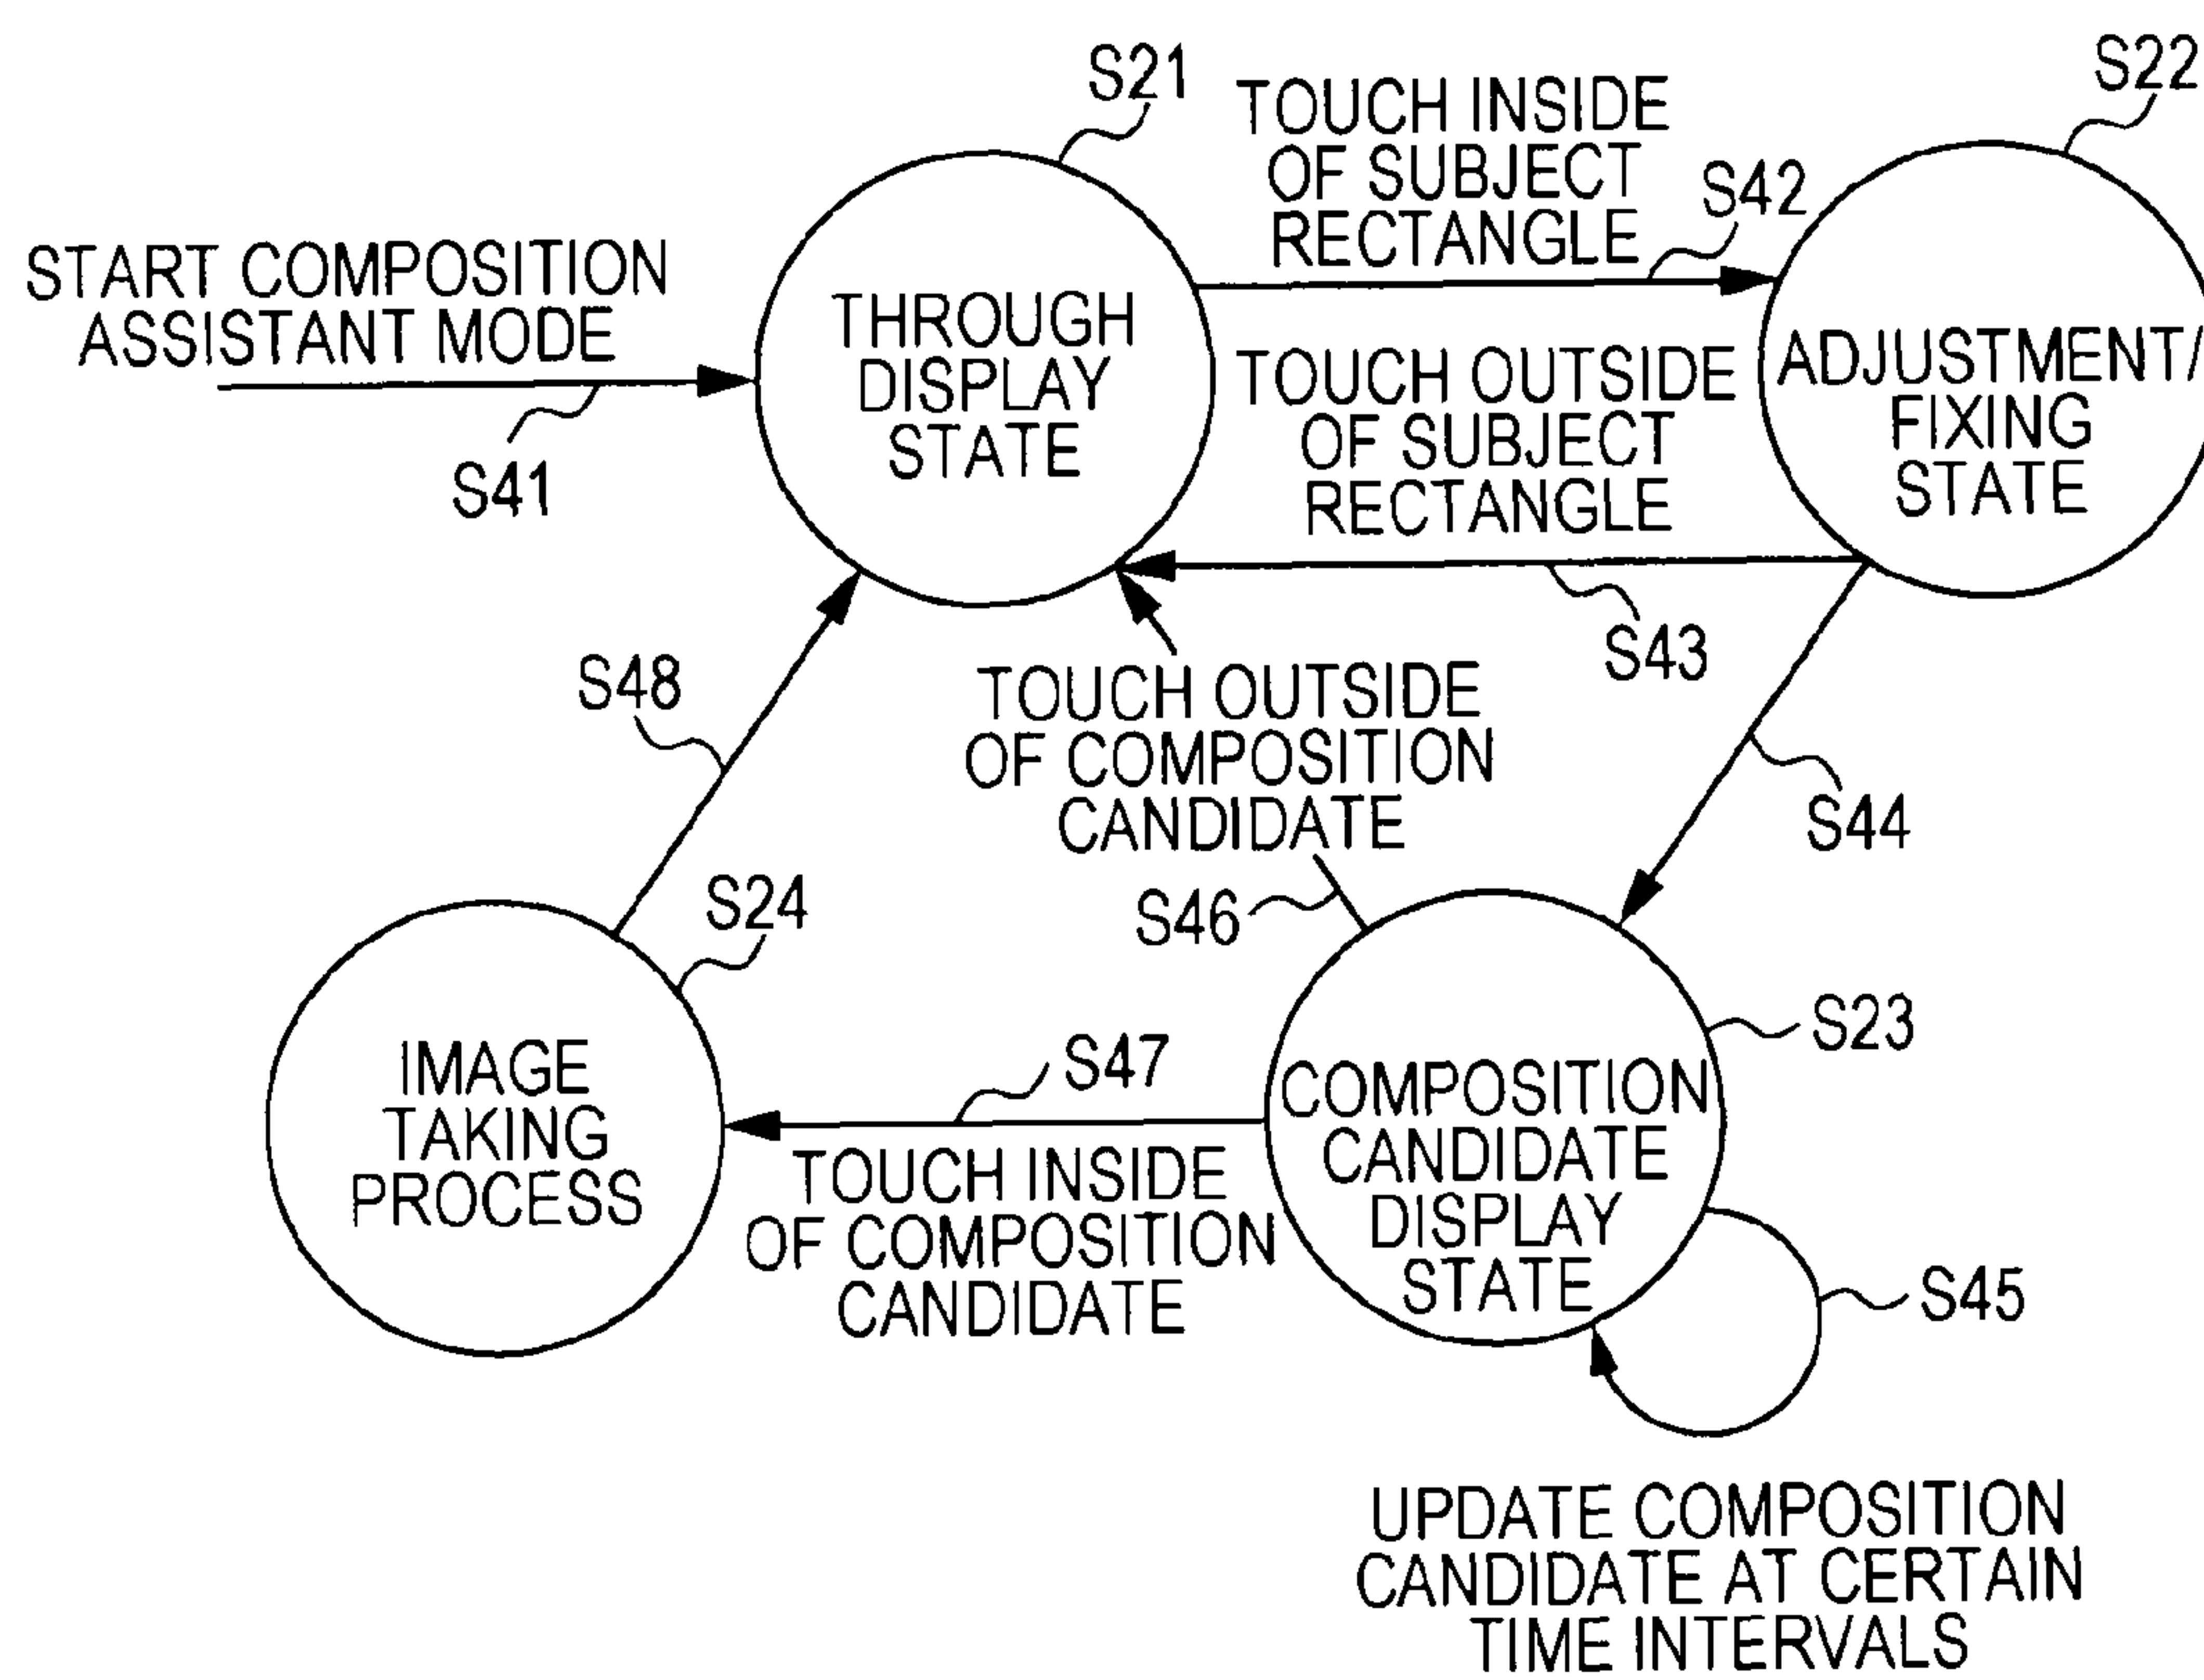 S21
S22
TOUCH INSIDE
OF SUBJECT
RECTANGLE
S42
START COMPOSITION
ASSISTANT MODE
S41
THROUGH
DISPLAY
STATE
TOUCH OUTSIDE
OF SUBJECT
RECTANGLE
S43
ADJUSTMENT/
FIXING
STATE
S48
TOUCH OUTSIDE
OF COMPOSITION
CANDIDATE
S46
S44
S24
IMAGE
TAKING
PROCESS
S47
TOUCH INSIDE
OF COMPOSITION
CANDIDATE
S23
COMPOSITION
CANDIDATE
DISPLAY
STATE
S45
UPDATE COMPOSITION
CANDIDATE AT CERTAIN
TIME INTERVALS